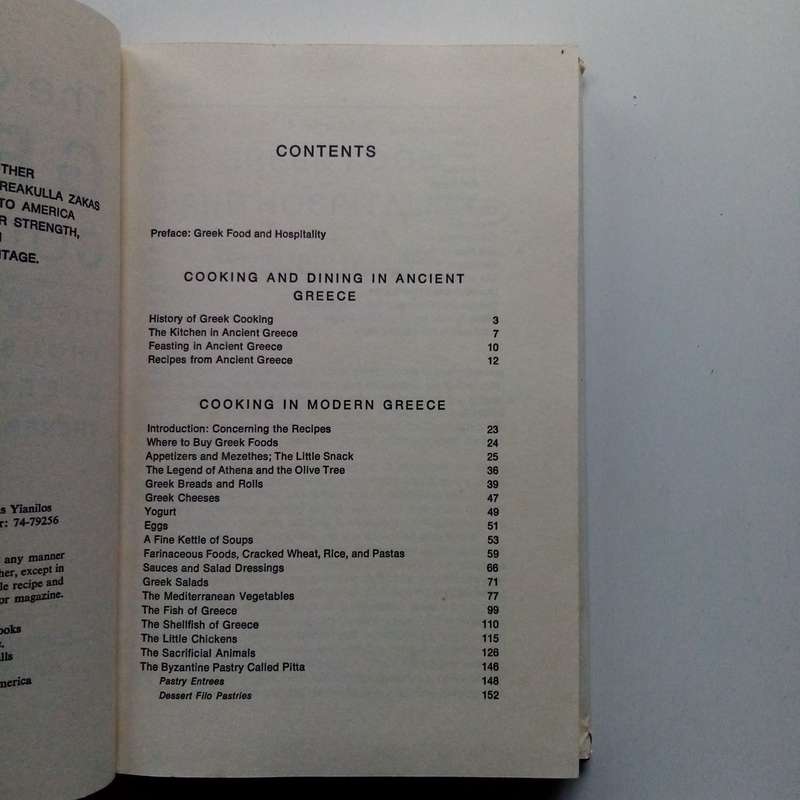 THER
REAKULLA ZAKAS
TO AMERICA
R STRENGTH,
TAGE.
s Yianilos
r: 74-79256
any manner
her, except in
le recipe and
or magazine.
ooks
lls
merica
CONTENTS
Preface: Greek Food and Hospitality
COOKING AND DINING IN ANCIENT
GREECE
History of Greek Cooking 3
The Kitchen in Ancient Greece 7
Feasting in Ancient Greece 10
Recipes from Ancient Greece 12
COOKING IN MODERN GREECE
Introduction: Concerning the Recipes 23
Where to Buy Greek Foods 24
Appetizers and Mezethes; The Little Snack 25
The Legend of Athena and the Olive Tree 36
Greek Breads and Rolls 39
Greek Cheeses 47
Yogurt 49
Eggs 51
A Fine Kettle of Soups 53
Farinaceous Foods, Cracked Wheat, Rice, and Pastas 59
Sauces and Salad Dressings 66
Greek Salads 71
The Mediterranean Vegetables 77
The Fish of Greece 99
The Shellfish of Greece 110
The Little Chickens 115
The Sacrificial Animals 126
The Byzantine Pastry Called Pitta 146
Pastry Entrees 148
Dessert Filo Pastries 152